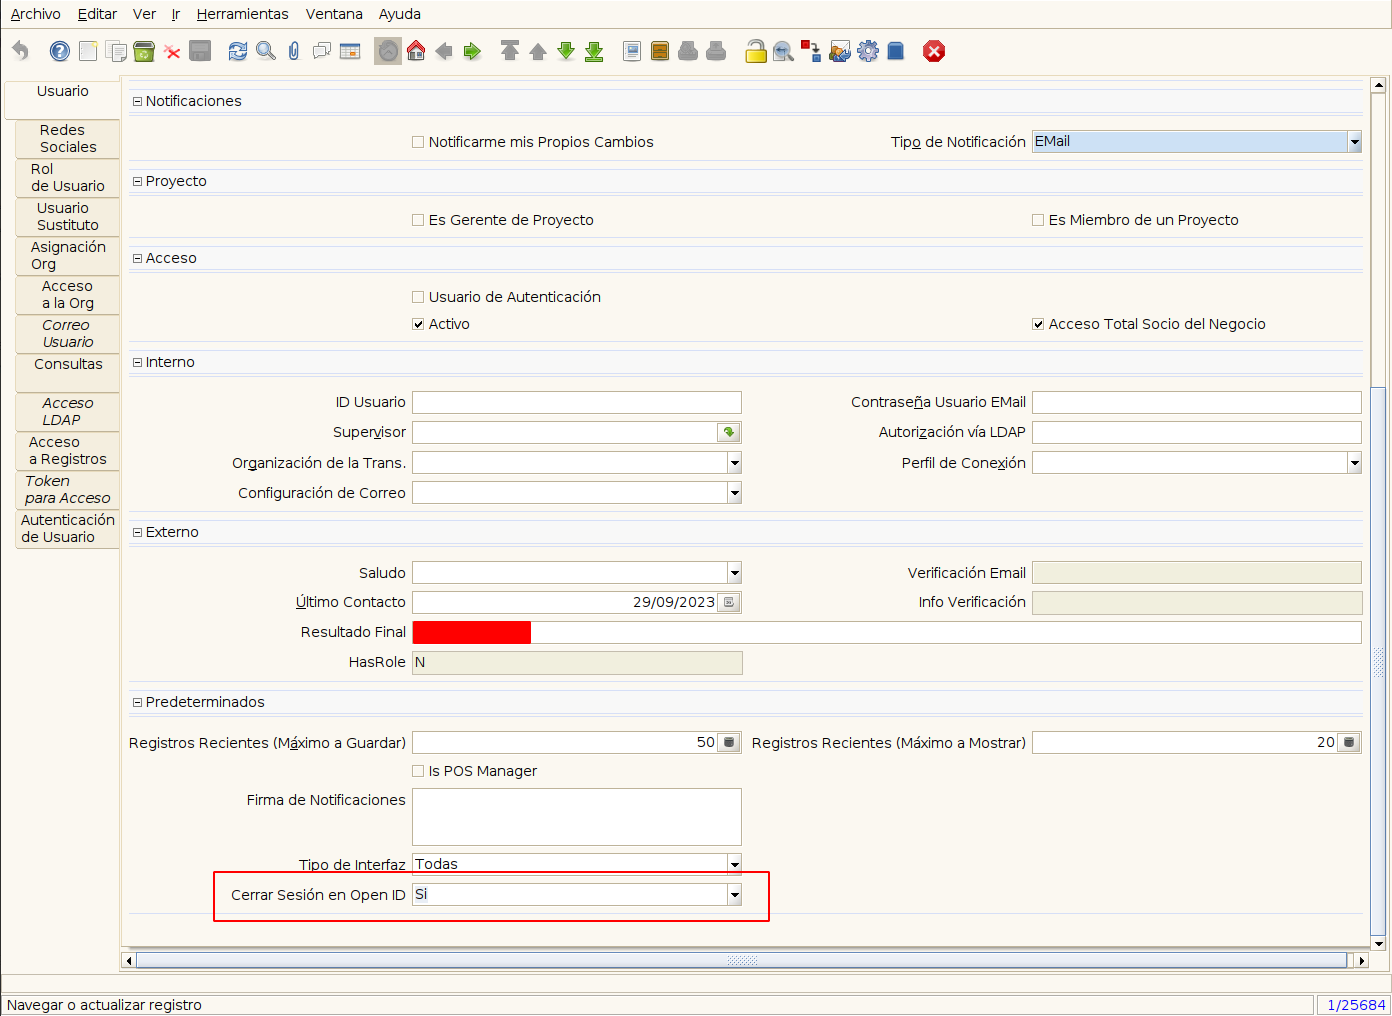 Archivo Editar Ver Ir Herramientas Ventana Ayuda
Usuario
Redes
Sociales
Rol
de Usuario
Usuario
Sustituto
Asignación
Org
Acceso
a la Org
Correo
Usuario
Consultas
Acceso
LDAP
Acceso
a Registros
Token
para Acceso
Autenticación
de Usuario
Notificaciones
Notificarme mis Propios Cambios Tipo de Notificación EMail
Proyecto
Es Gerente de Proyecto Es Miembro de un Proyecto
Acceso
Usuario de Autenticación
Activo Acceso Total Socio del Negocio
Interno
ID Usuario Contraseña Usuario EMail
Supervisor Autorización vía LDAP
Organización de la Trans. Perfil de Conexión
Configuración de Correo
Externo
Saludo Verificación Email
Último Contacto 29/09/2023 Info Verificación
Resultado Final
HasRole N
Predeterminados
Registros Recientes (Máximo a Guardar) 50 Registros Recientes (Máximo a Mostrar) 20
Is POS Manager
Firma de Notificaciones
Tipo de Interfaz Todas
Cerrar Sesión en Open ID Si
Navegar o actualizar registro 1/25684